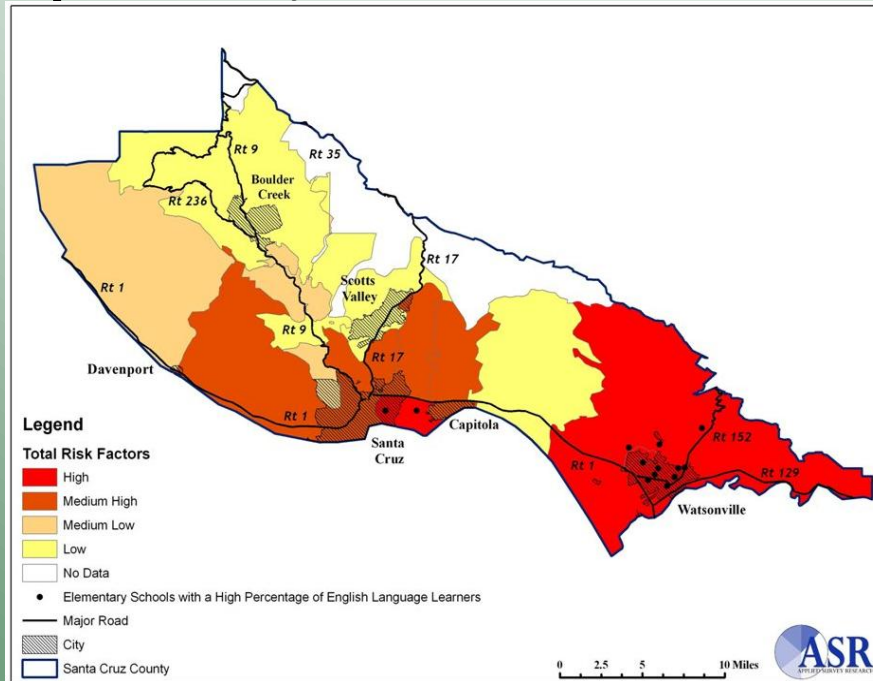 Rt 9
Rt 35
Boulder
Creek
Rt 236
Rt 17
Scotts
Valley
Rt 1
Rt 9
Rt 17
Davenport
Rt 1
Capitola
Santa
Cruz
Rt 152
Rt 1
Rt 129
Watsonville
Legend
Total Risk Factors
High
Medium High
Medium Low
Low
No Data
Elementary Schools with a High Percentage of English Language Learners
Major Road
City
Santa Cruz County
0 2.5 5 10 Miles
ASR
APPLIED SURVEY RESEARCH